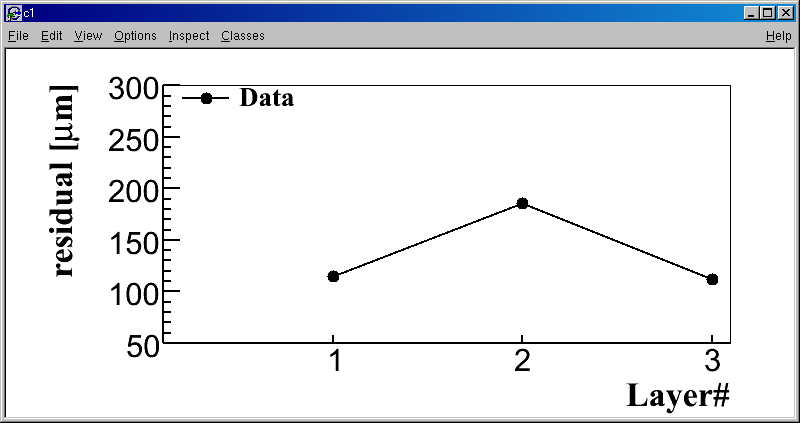 c1
File Edit View Options Inspect Classes Help
residual [μm]
300
250
200
150
100
50
Data
1 2 3
Layer#